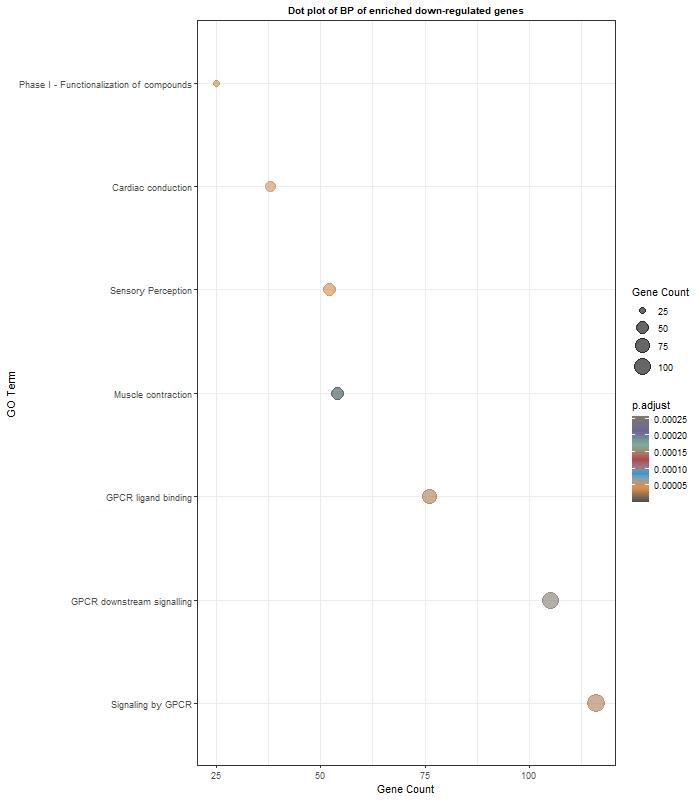 Dot plot of BP of enriched down-regulated genes
GO Term
Phase I - Functionalization of compounds
Cardiac conduction
Sensory Perception
Muscle contraction
GPCR ligand binding
GPCR downstream signalling
Signaling by GPCR
25 50 75 100
Gene Count
Gene Count
25
50
75
100
p.adjust
0.00025
0.00020
0.00015
0.00010
0.00005